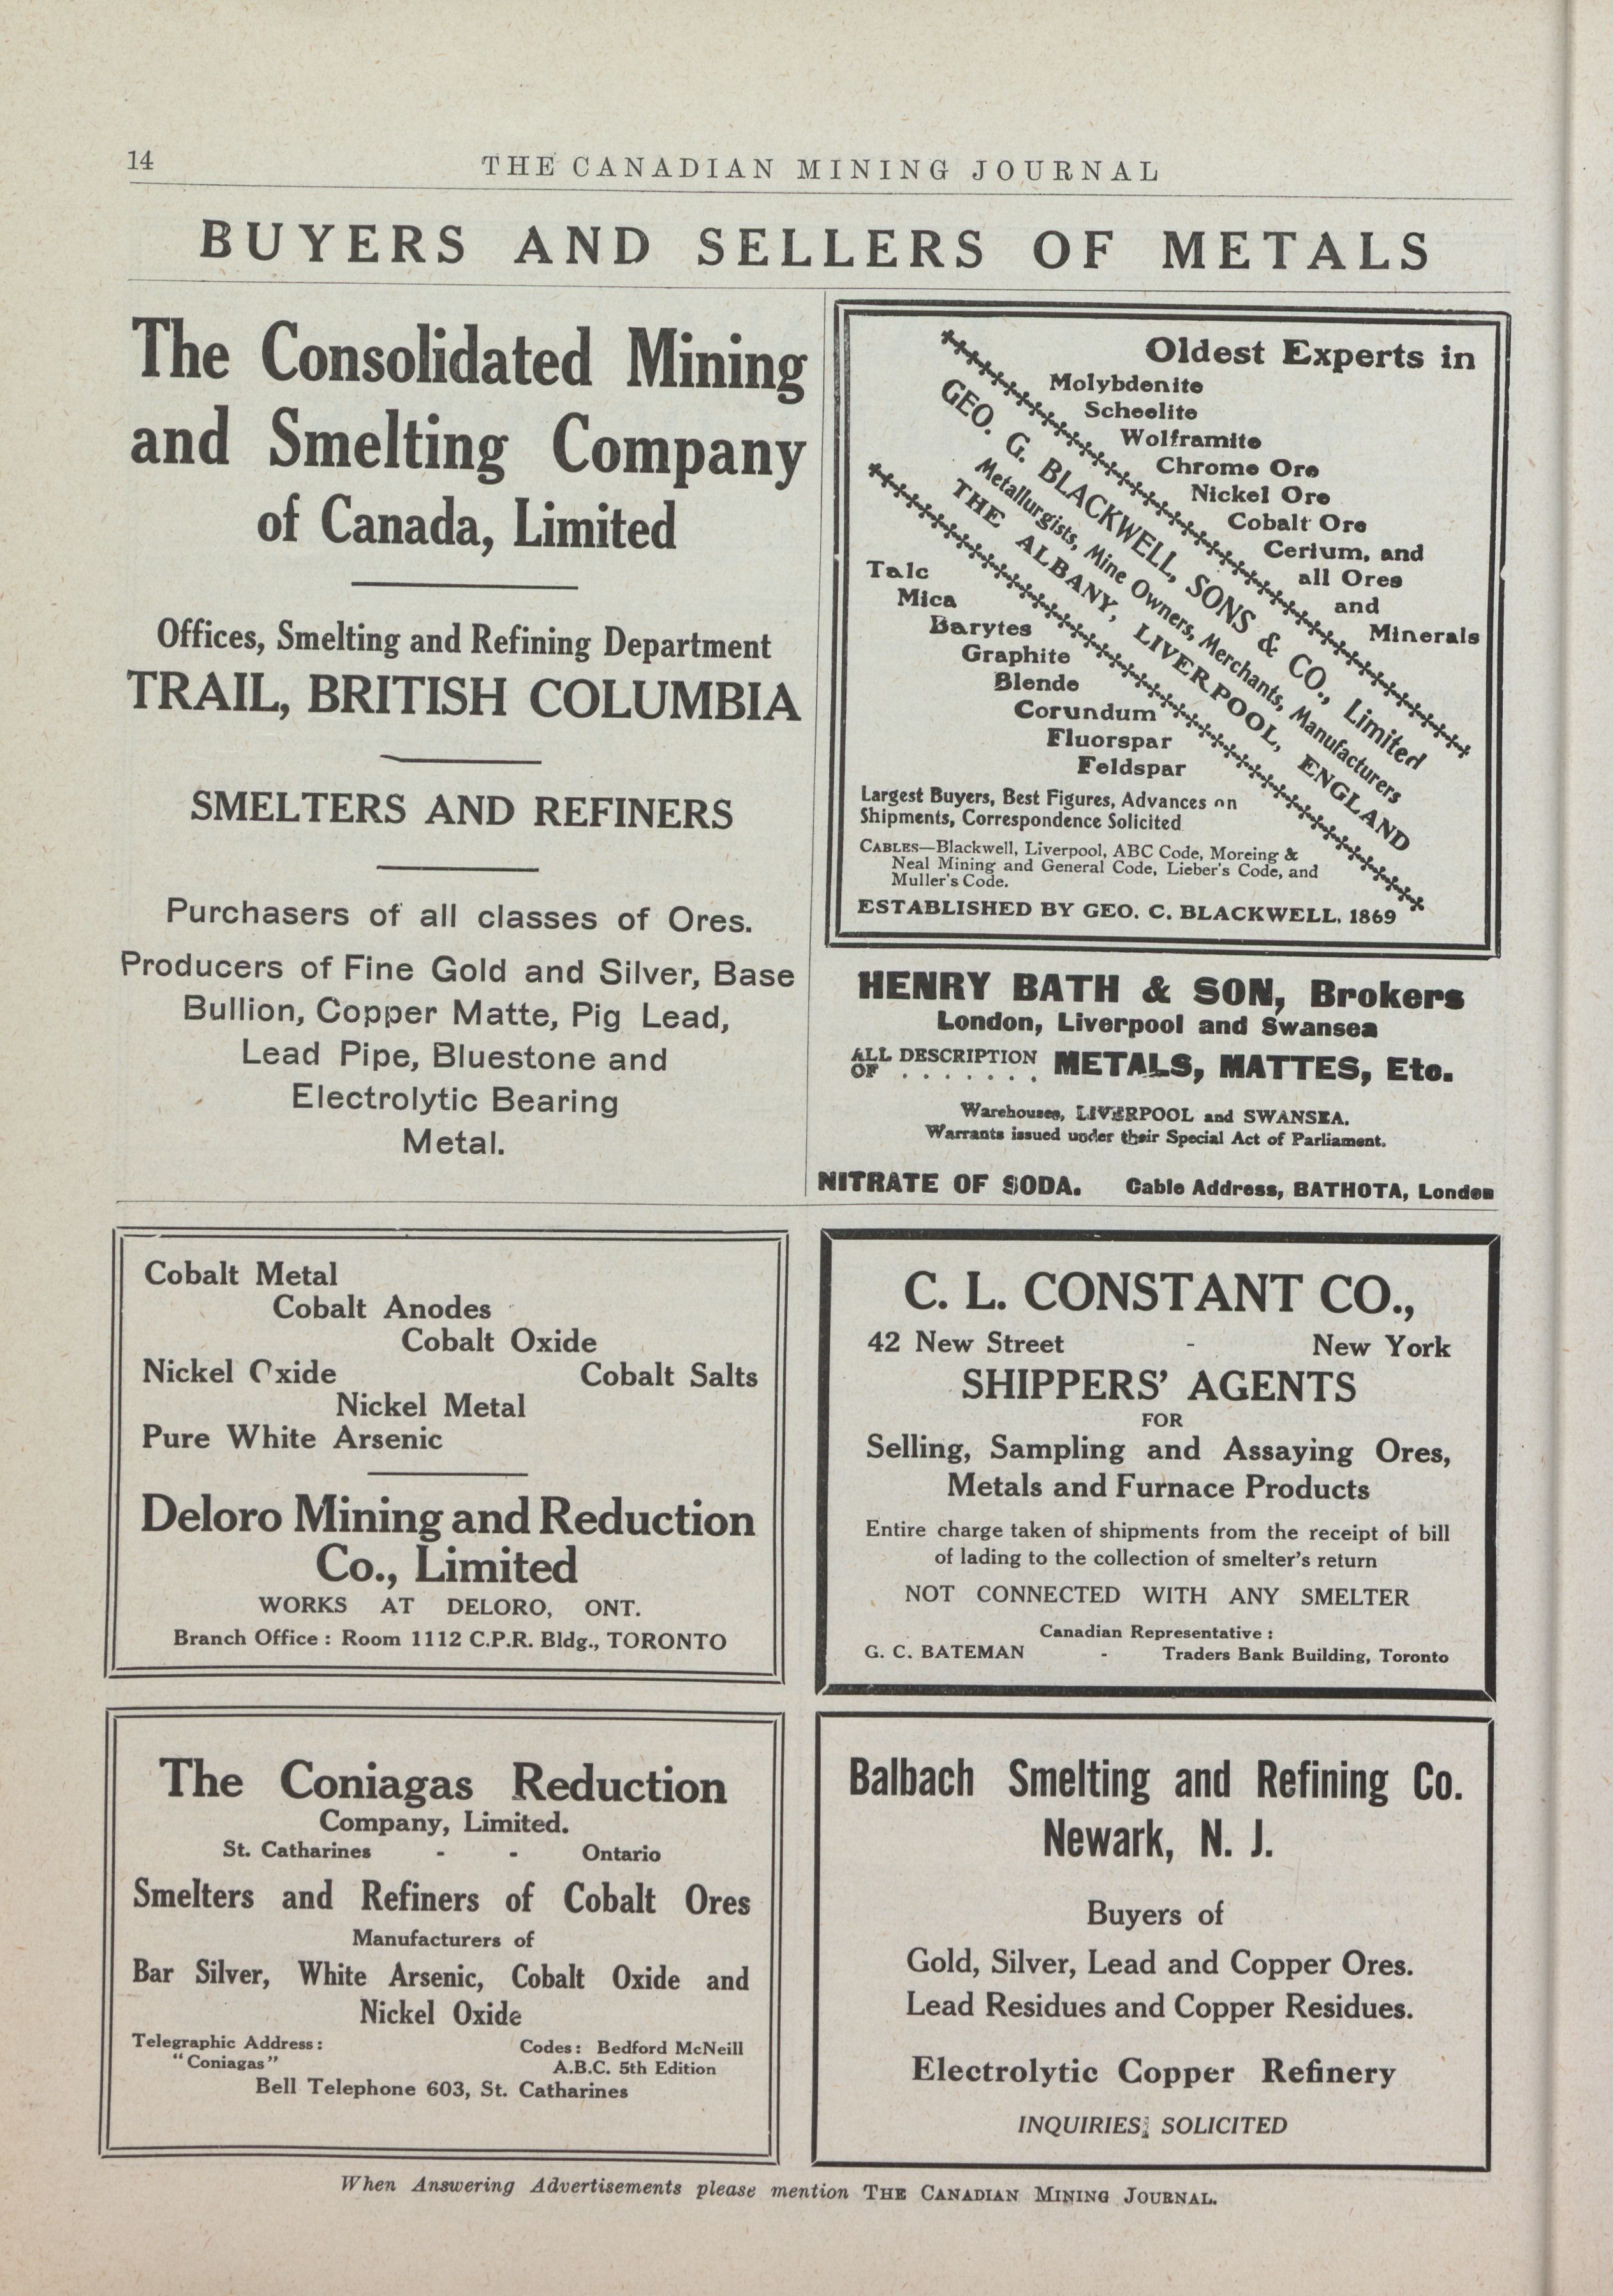 14
THE CANADIAN MINING JOURNAL
BUYERS AND SELLERS OF METALS
The Consolidated Mining
and Smelting Company
of Canada, Limited
Offices, Smelting and Refining Department
TRAIL, BRITISH COLUMBIA
SMELTERS AND REFINERS
Purchasers of all classes of Ores.
Producers of Fine Gold and Silver, Base
Bullion, Copper Matte, Pig Lead,
Lead Pipe, Bluestone and
Electrolytic Bearing
Metal.
Oldest Experts in
Molybdenite
Scheelite
Wolframite
Chrome Ore
Nickel Ore
Cobalt Ore
Cerium, and
all Ores
and
Minerals
GEO. G. BLACKWELL, SONS & CO., Limited
Metallurgists, Mine Owners, Merchants, Manufacturers
THE ALBANY, LIVERPOOL, ENGLAND
Talc
Mica
Barytes
Graphite
Blende
Corundum
Fluorspar
Feldspar
Largest Buyers, Best Figures, Advances on
Shipments, Correspondence Solicited
CABLES—Blackwell, Liverpool, ABC Code, Moreing &
Neal Mining and General Code, Lieber's Code, and
Muller's Code.
ESTABLISHED BY GEO. C. BLACKWELL, 1869
HENRY BATH & SON, Brokers
London, Liverpool and Swansea
ALL DESCRIPTION
OF . . . . . . . METALS, MATTES, Etc.
Warehouses, LIVERPOOL and SWANSEA.
Warrants issued under their Special Act of Parliament.
NITRATE OF SODA. Cable Address, BATHOTA, London
Cobalt Metal
Cobalt Anodes
Cobalt Oxide
Nickel Oxide Cobalt Salts
Nickel Metal
Pure White Arsenic
Deloro Mining and Reduction
Co., Limited
WORKS AT DELORO, ONT.
Branch Office : Room 1112 C.P.R. Bldg., TORONTO
C. L. CONSTANT CO.,
42 New Street - New York
SHIPPERS' AGENTS
FOR
Selling, Sampling and Assaying Ores,
Metals and Furnace Products
Entire charge taken of shipments from the receipt of bill
of lading to the collection of smelter's return
NOT CONNECTED WITH ANY SMELTER
Canadian Representative :
G. C. BATEMAN - Traders Bank Building, Toronto
The Coniagas Reduction
Company, Limited.
St. Catharines - - Ontario
Smelters and Refiners of Cobalt Ores
Manufacturers of
Bar Silver, White Arsenic, Cobalt Oxide and
Nickel Oxide
Telegraphic Address : Codes : Bedford McNeill
"Coniagas" A.B.C. 5th Edition
Bell Telephone 603, St. Catharines
Balbach Smelting and Refining Co.
Newark, N. J.
Buyers of
Gold, Silver, Lead and Copper Ores.
Lead Residues and Copper Residues.
Electrolytic Copper Refinery
INQUIRIES SOLICITED
When Answering Advertisements please mention THE CANADIAN MINING JOURNAL.